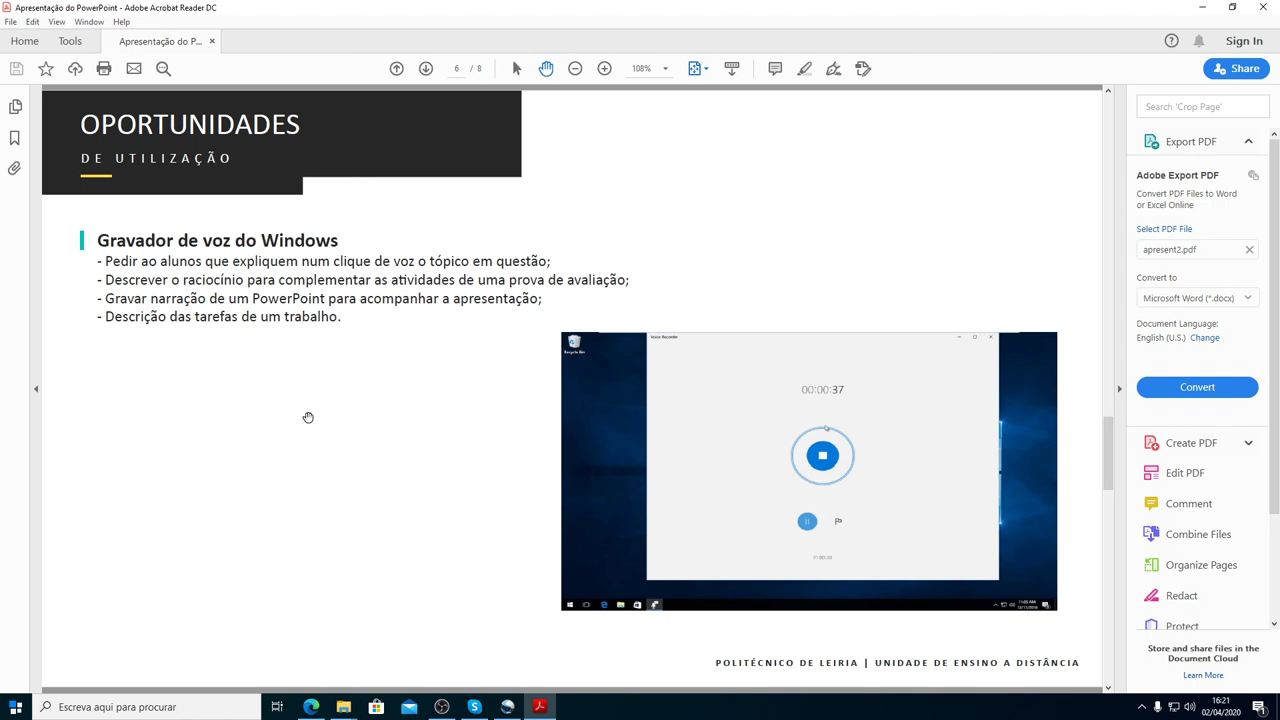 Apresentação do PowerPoint - Adobe Acrobat Reader DC
File Edit View Window Help
Home Tools Apresentação do P... × Sign In
6 / 8 108% Share
OPORTUNIDADES
DE UTILIZAÇÃO
Gravador de voz do Windows
- Pedir ao alunos que expliquem num clique de voz o tópico em questão;
- Descrever o raciocínio para complementar as atividades de uma prova de avaliação;
- Gravar narração de um PowerPoint para acompanhar a apresentação;
- Descrição das tarefas de um trabalho.
Recycle Bin
Voice Recorder
00:00:37
POLITÉCNICO DE LEIRIA | UNIDADE DE ENSINO A DISTÂNCIA
Search 'Crop Page'
Export PDF
Adobe Export PDF
Convert PDF Files to Word
or Excel Online
Select PDF File
apresent2.pdf
Convert to
Microsoft Word (*.docx)
Document Language:
English (U.S.) Change
Convert
Create PDF
Edit PDF
Comment
Combine Files
Organize Pages
Redact
Protect
Store and share files in the
Document Cloud
Learn More
Escreva aqui para procurar
16:21
02/04/2020